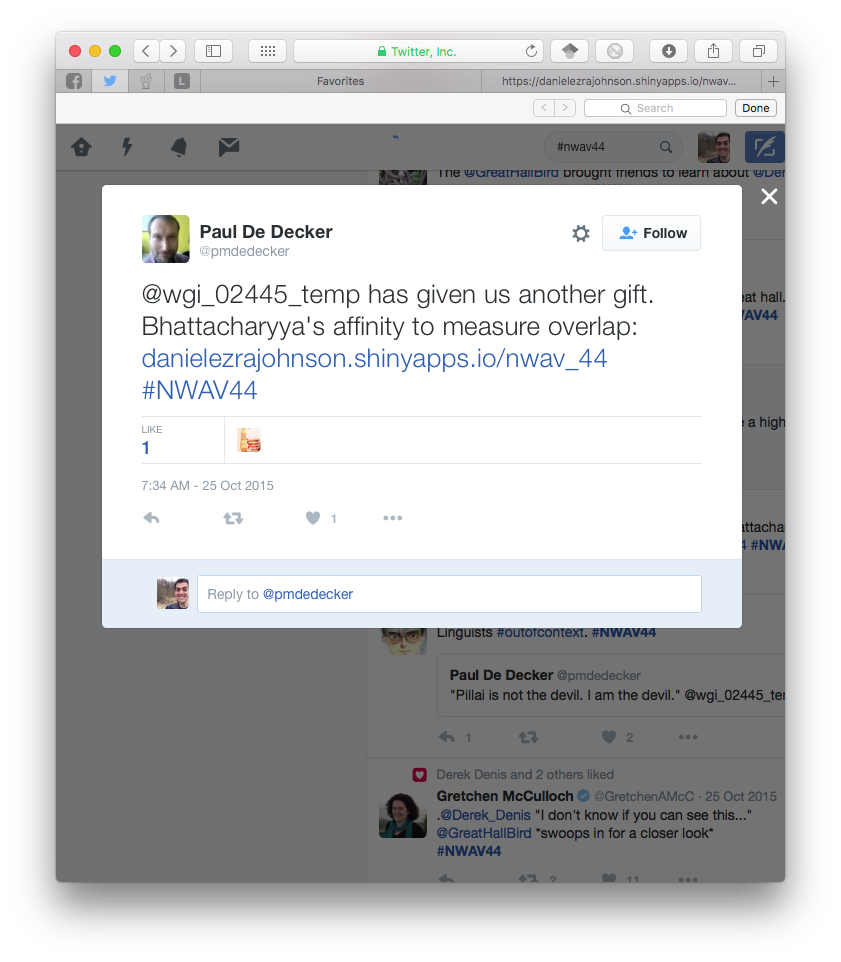 Twitter, Inc.
L
Favorites
https://danielezrajohnson.shinyapps.io/nwav...
Search
Done
#nwav44
The @GreatHallBird brought friends to learn about @Der
Paul De Decker
@pmdedecker
Follow
@wgi_02445_temp has given us another gift.
Bhattacharyya's affinity to measure overlap:
danielezrajohnson.shinyapps.io/nwav_44
#NWAV44
eat hall.
AV44
e a high
LIKE
1
7:34 AM - 25 Oct 2015
1
attacha
4 #NW
Reply to @pmdedecker
Linguists #outofcontext. #NWAV44
Paul De Decker @pmdedecker
"Pillai is not the devil. I am the devil." @wgi_02445_te
1
2
Derek Denis and 2 others liked
Gretchen McCulloch @GretchenAMcC · 25 Oct 2015
.@Derek_Denis "I don't know if you can see this..."
@GreatHallBird *swoops in for a closer look*
#NWAV44
2
11